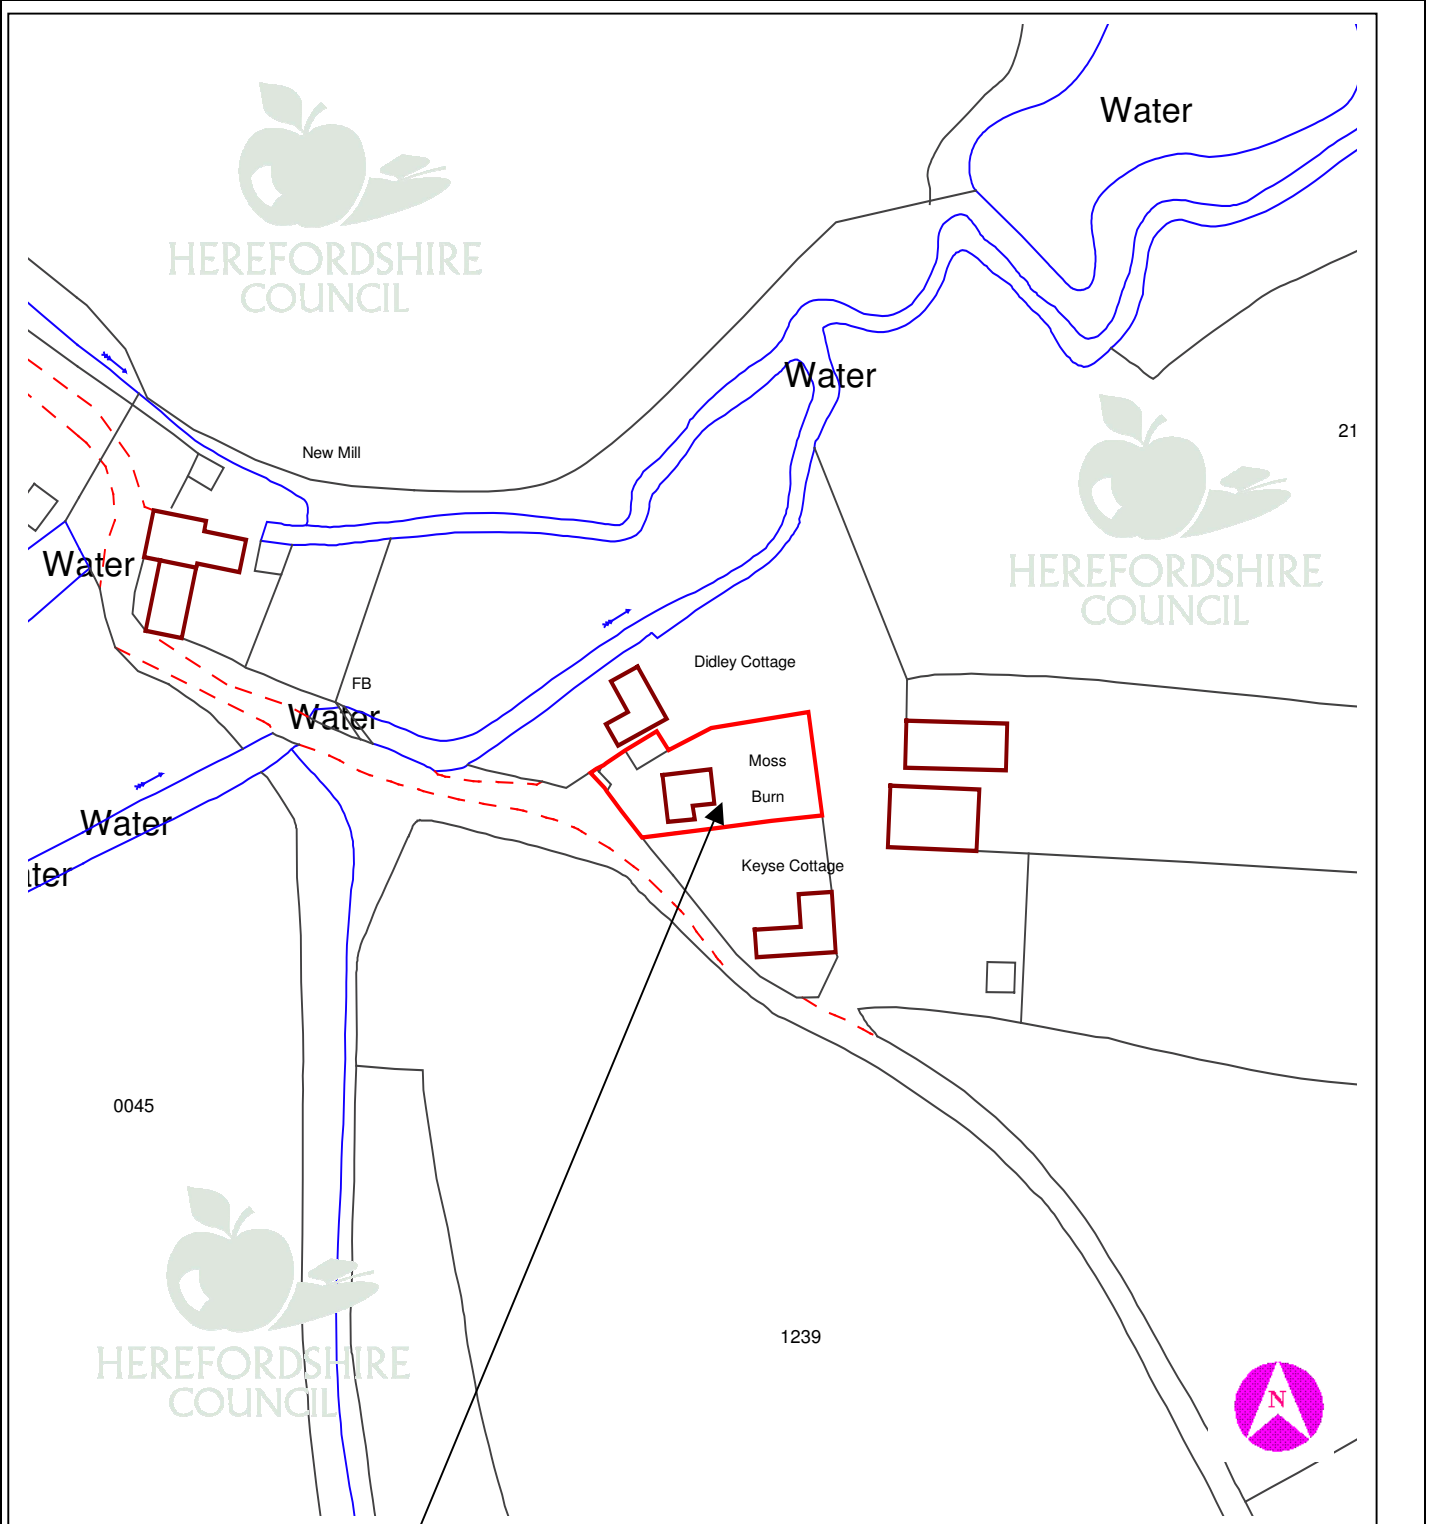 Water
HEREFORDSHIRE
COUNCIL
Water
21
New Mill
HEREFORDSHIRE
COUNCIL
Water
Didley Cottage
FB
Water
Moss
Burn
Water
Keyse Cottage
ter
0045
1239
HEREFORDSHIRE
COUNCIL
N